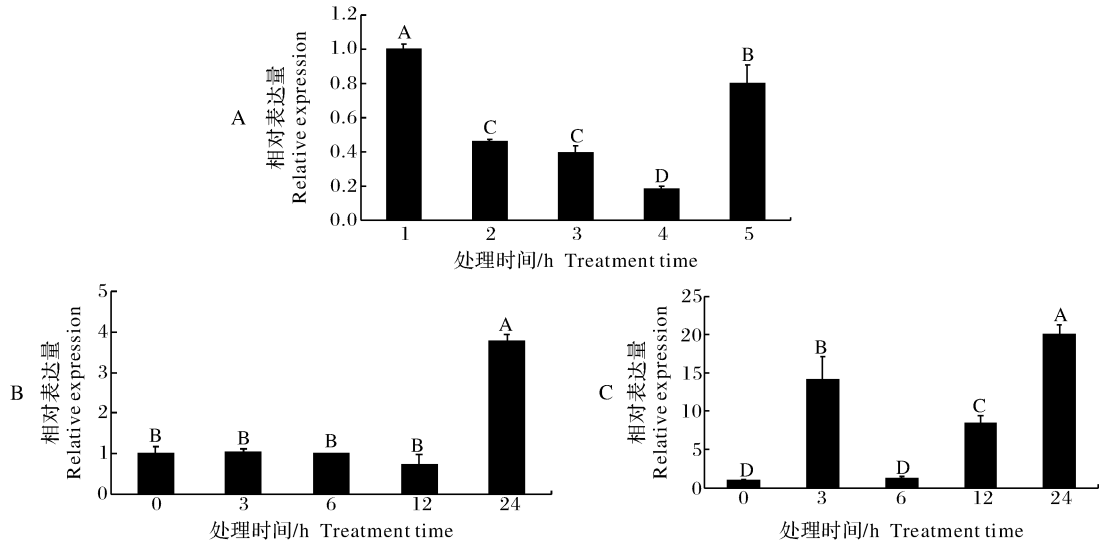 A
相对表达量
Relative expression
1.2
1.0
0.8
0.6
0.4
0.2
0.0
A
C
C
D
B
1 2 3 4 5
处理时间/h Treatment time
B
相对表达量
Relative expression
5
4
3
2
1
0
B
B
B
B
A
0 3 6 12 24
处理时间/h Treatment time
C
相对表达量
Relative expression
25
20
15
10
5
0
D
B
D
C
A
0 3 6 12 24
处理时间/h Treatment time